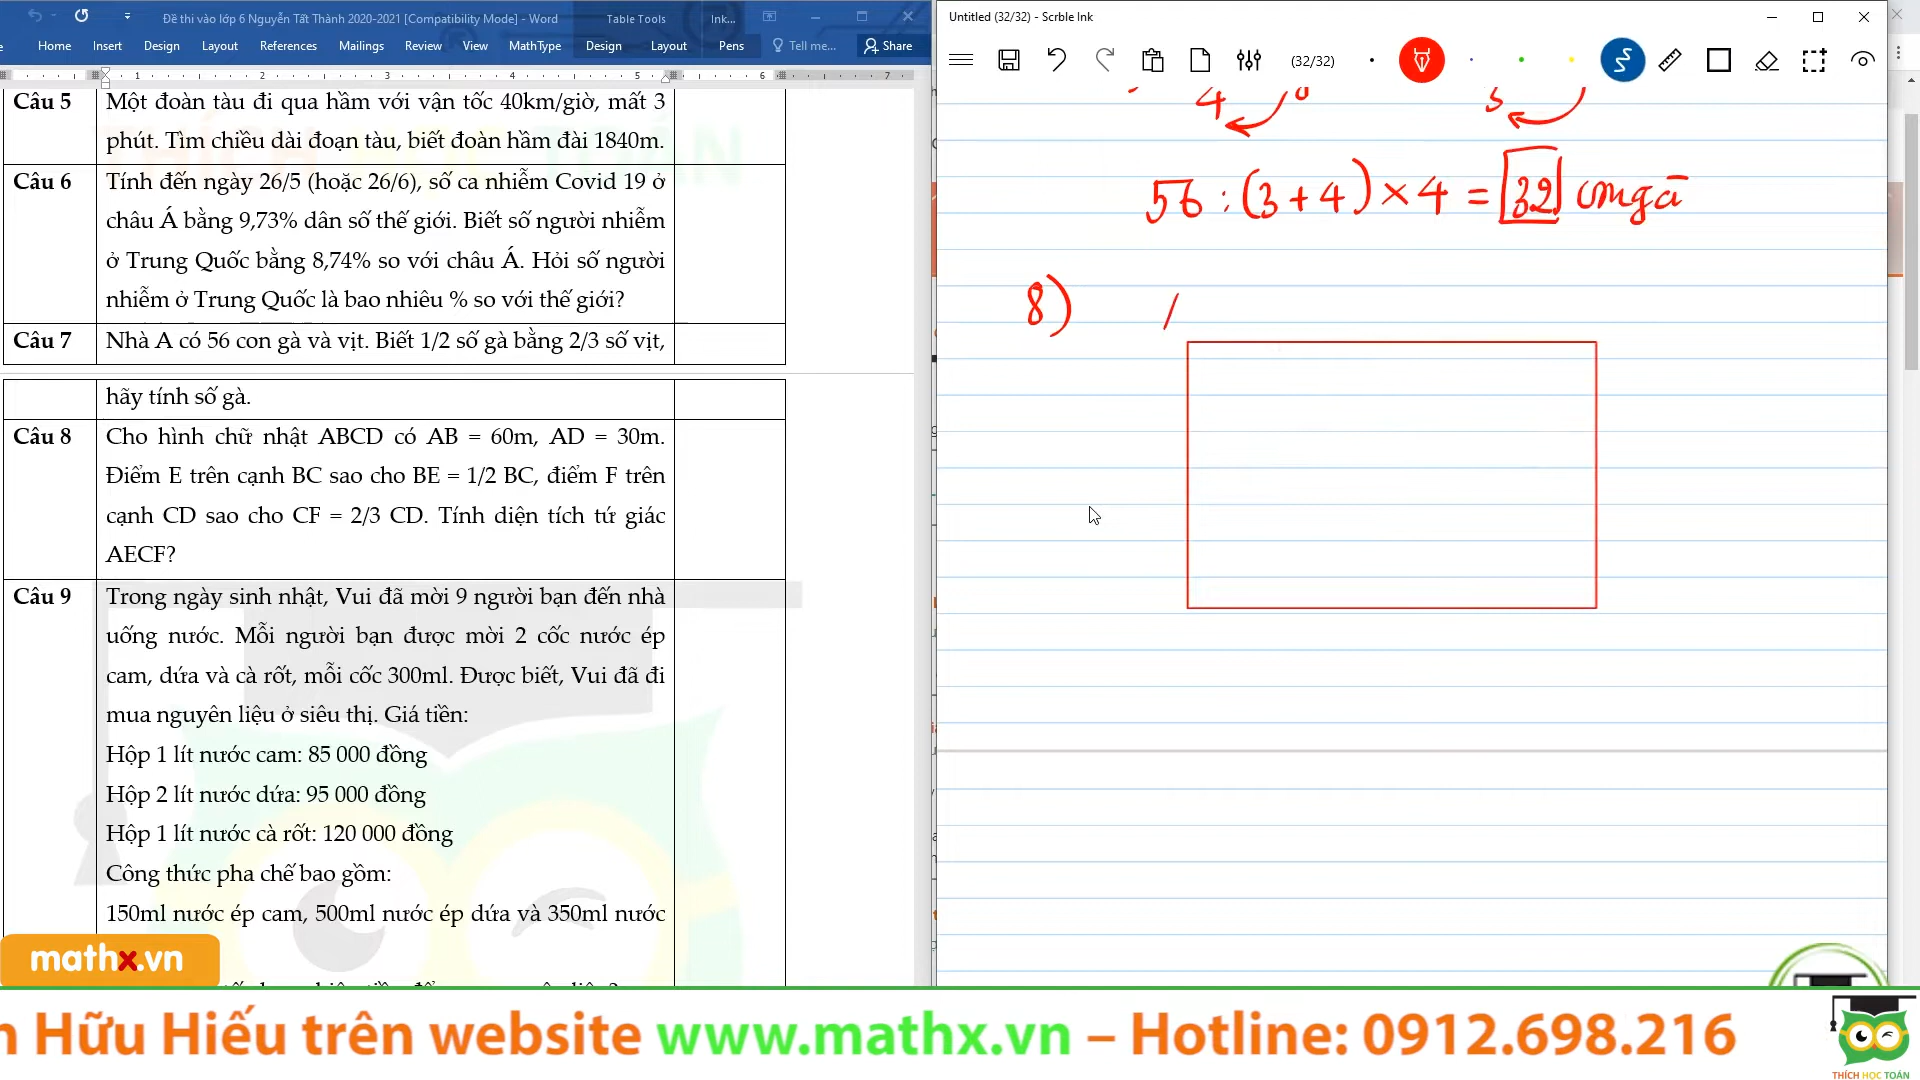 Đề thi vào lớp 6 Nguyễn Tất Thành 2020-2021 [Compatibility Mode] - Word
Table Tools
Ink...
Home Insert Design Layout References Mailings Review View MathType Design Layout Pens Tell me... Share
1 2 3 4 5 6 7
Câu 5
Một đoàn tàu đi qua hầm với vận tốc 40km/giờ, mất 3
phút. Tìm chiều dài đoạn tàu, biết đoàn hầm đài 1840m.
Câu 6
Tính đến ngày 26/5 (hoặc 26/6), số ca nhiễm Covid 19 ở
châu Á bằng 9,73% dân số thế giới. Biết số người nhiễm
ở Trung Quốc bằng 8,74% so với châu Á. Hỏi số người
nhiễm ở Trung Quốc là bao nhiêu % so với thế giới?
Câu 7
Nhà A có 56 con gà và vịt. Biết 1/2 số gà bằng 2/3 số vịt,
hãy tính số gà.
Câu 8
Cho hình chữ nhật ABCD có AB = 60m, AD = 30m.
Điểm E trên cạnh BC sao cho BE = 1/2 BC, điểm F trên
cạnh CD sao cho CF = 2/3 CD. Tính diện tích tứ giác
AECF?
Câu 9
Trong ngày sinh nhật, Vui đã mời 9 người bạn đến nhà
uống nước. Mỗi người bạn được mời 2 cốc nước ép
cam, dứa và cà rốt, mỗi cốc 300ml. Được biết, Vui đã đi
mua nguyên liệu ở siêu thị. Giá tiền:
Hộp 1 lít nước cam: 85 000 đồng
Hộp 2 lít nước dứa: 95 000 đồng
Hộp 1 lít nước cà rốt: 120 000 đồng
Công thức pha chế bao gồm:
150ml nước ép cam, 500ml nước ép dứa và 350ml nước
mathx.vn
Untitled (32/32) - Scrble Ink
(32/32)
4
56 : (3 + 4) × 4 = 32 con gà
8)
n Hữu Hiếu trên website www.mathx.vn – Hotline: 0912.698.216
THÍCH HỌC TOÁN